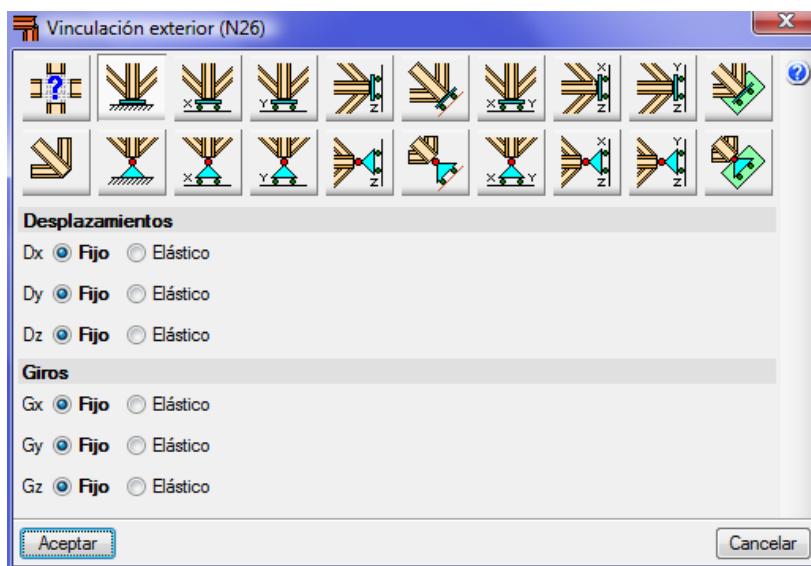 Vinculación exterior (N26)
X Y X Y X Y
Z Z Z
X Y X Y X Y
Z Z Z
Desplazamientos
Dx Fijo Elástico
Dy Fijo Elástico
Dz Fijo Elástico
Giros
Gx Fijo Elástico
Gy Fijo Elástico
Gz Fijo Elástico
Aceptar Cancelar